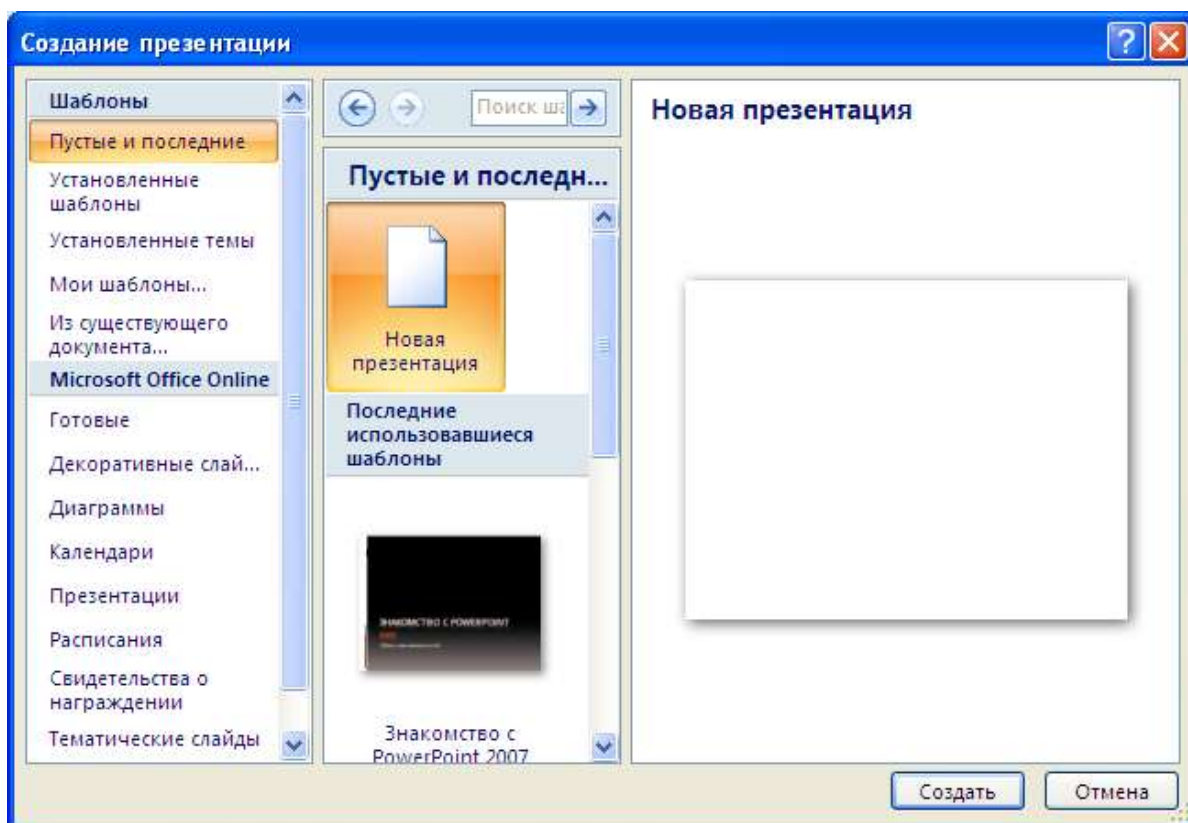 Создание презентации
Шаблоны
Пустые и последние
Установленные
шаблоны
Установленные темы
Мои шаблоны...
Из существующего
документа...
Microsoft Office Online
Готовые
Декоративные слай...
Диаграммы
Календари
Презентации
Расписания
Свидетельства о
награждении
Тематические слайды
Поиск ша
Пустые и последн...
Новая
презентация
Последние
использовавшиеся
шаблоны
ЗНАКОМСТВО С POWERPOINT
Знакомство с
PowerPoint 2007
Новая презентация
Создать
Отмена